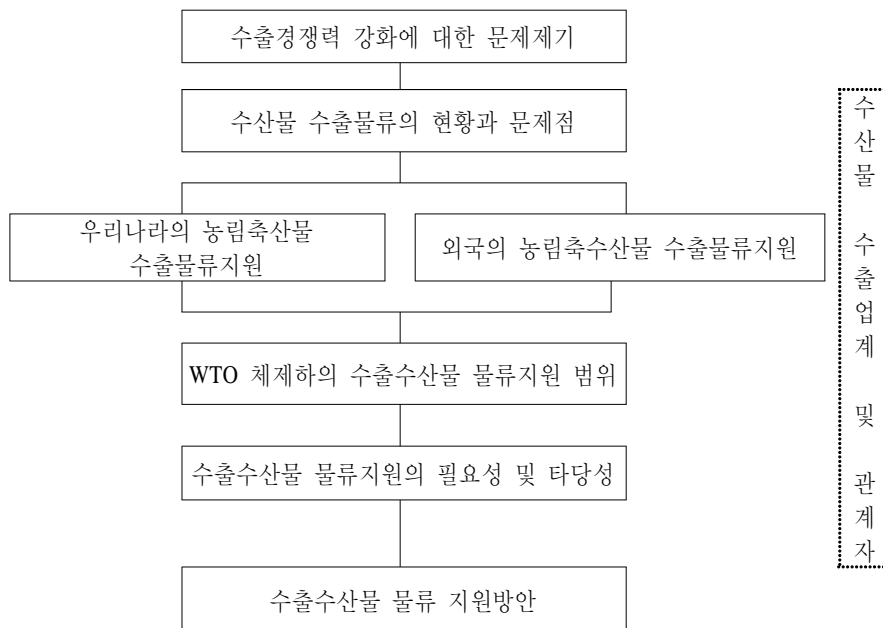 수출경쟁력 강화에 대한 문제제기
수산물 수출물류의 현황과 문제점
우리나라의 농림축산물
수출물류지원
외국의 농림축수산물 수출물류지원
WTO 체제하의 수출수산물 물류지원 범위
수출수산물 물류지원의 필요성 및 타당성
수출수산물 물류 지원방안
수산물 수출업계 및 관계자